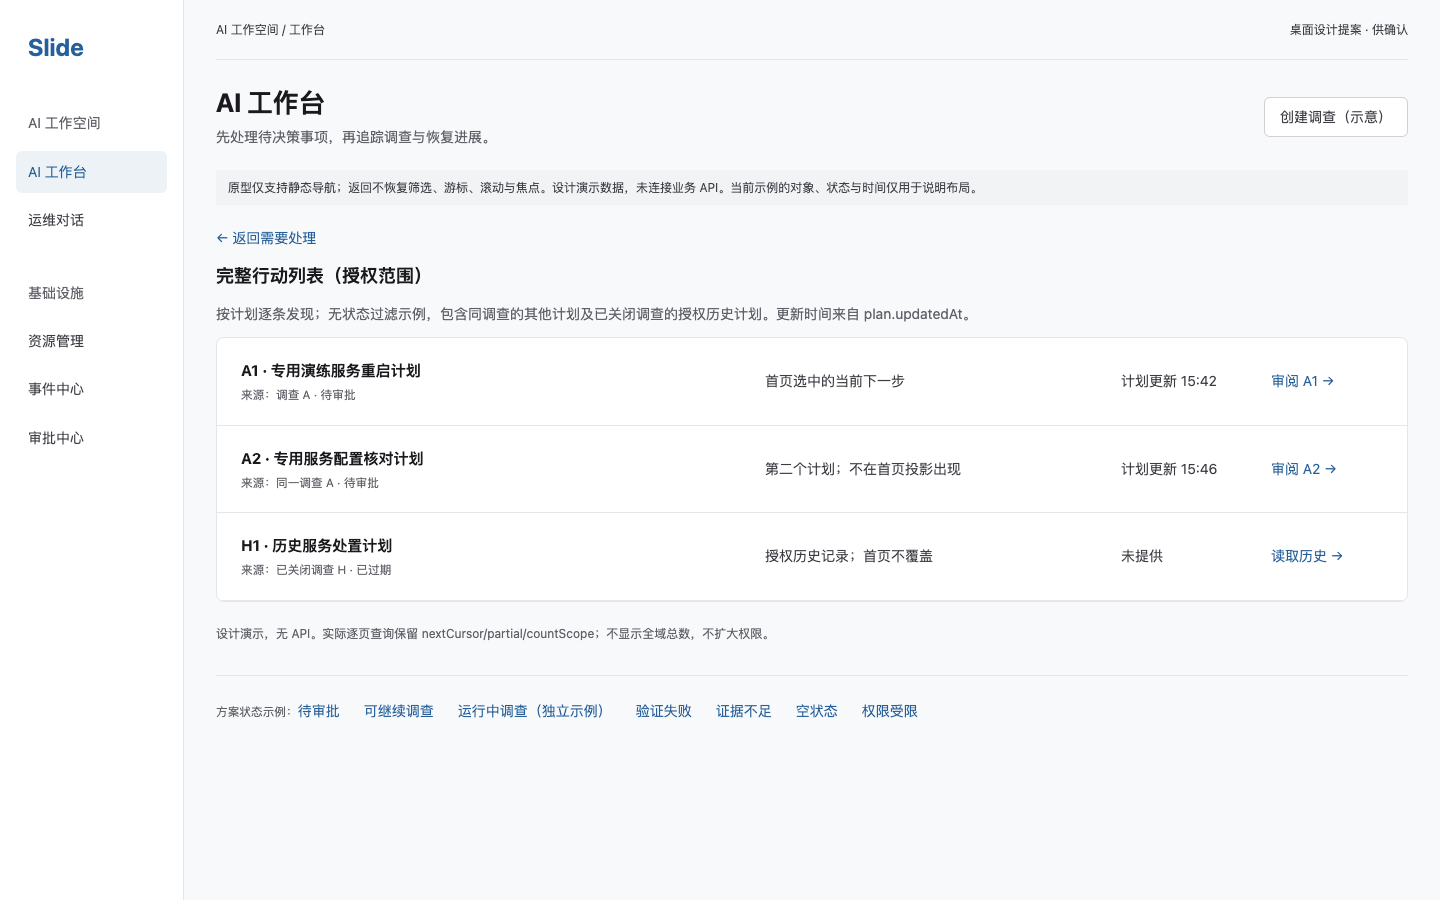 Slide
AI 工作空间
AI 工作台
运维对话
基础设施
资源管理
事件中心
审批中心
AI 工作空间 / 工作台
桌面设计提案 · 供确认
AI 工作台
先处理待决策事项，再追踪调查与恢复进展。
创建调查（示意）
原型仅支持静态导航；返回不恢复筛选、游标、滚动与焦点。设计演示数据，未连接业务 API。当前示例的对象、状态与时间仅用于说明布局。
← 返回需要处理
完整行动列表（授权范围）
按计划逐条发现；无状态过滤示例，包含同调查的其他计划及已关闭调查的授权历史计划。更新时间来自 plan.updatedAt。
A1 · 专用演练服务重启计划
来源：调查 A · 待审批
首页选中的当前下一步
计划更新 15:42
审阅 A1 →
A2 · 专用服务配置核对计划
来源：同一调查 A · 待审批
第二个计划；不在首页投影出现
计划更新 15:46
审阅 A2 →
H1 · 历史服务处置计划
来源：已关闭调查 H · 已过期
授权历史记录；首页不覆盖
未提供
读取历史 →
设计演示，无 API。实际逐页查询保留 nextCursor/partial/countScope；不显示全域总数，不扩大权限。
方案状态示例：待审批 可继续调查 运行中调查（独立示例） 验证失败 证据不足 空状态 权限受限